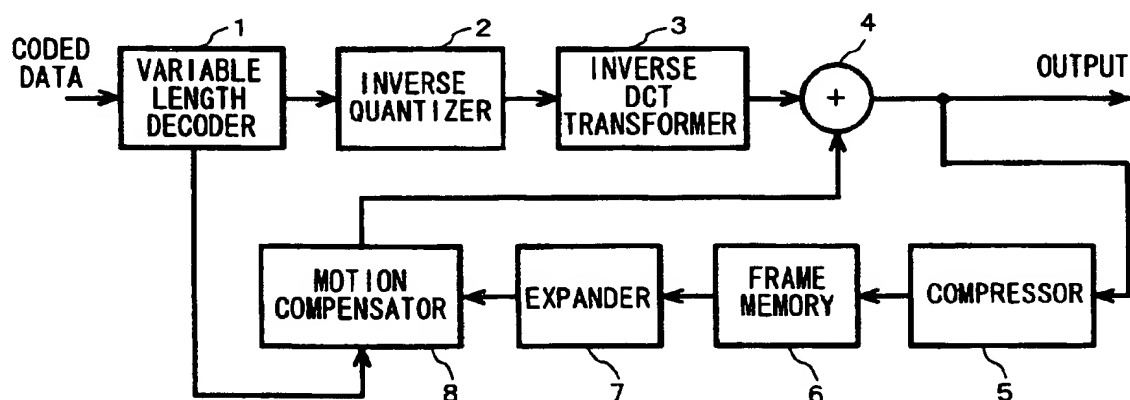 1
2
3
4
CODED
DATA
VARIABLE
LENGTH
DECODER
INVERSE
QUANTIZER
INVERSE
DCT
TRANSFORMER
+
OUTPUT
MOTION
COMPENSATOR
EXPANDER
FRAME
MEMORY
COMPRESSOR
8
7
6
5